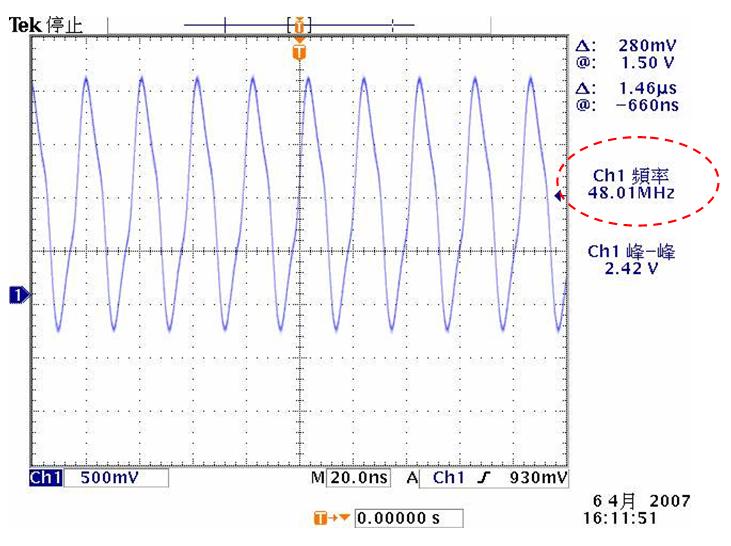 Tek 停止
[ T ]
T
Δ: 280mV
@: 1.50 V
Δ: 1.46µs
@: -660ns
Ch1 頻率
48.01MHz
Ch1 峰-峰
2.42 V
1
Ch1 500mV M 20.0ns A Ch1 930mV
T 0.00000 s
6 4月 2007
16:11:51